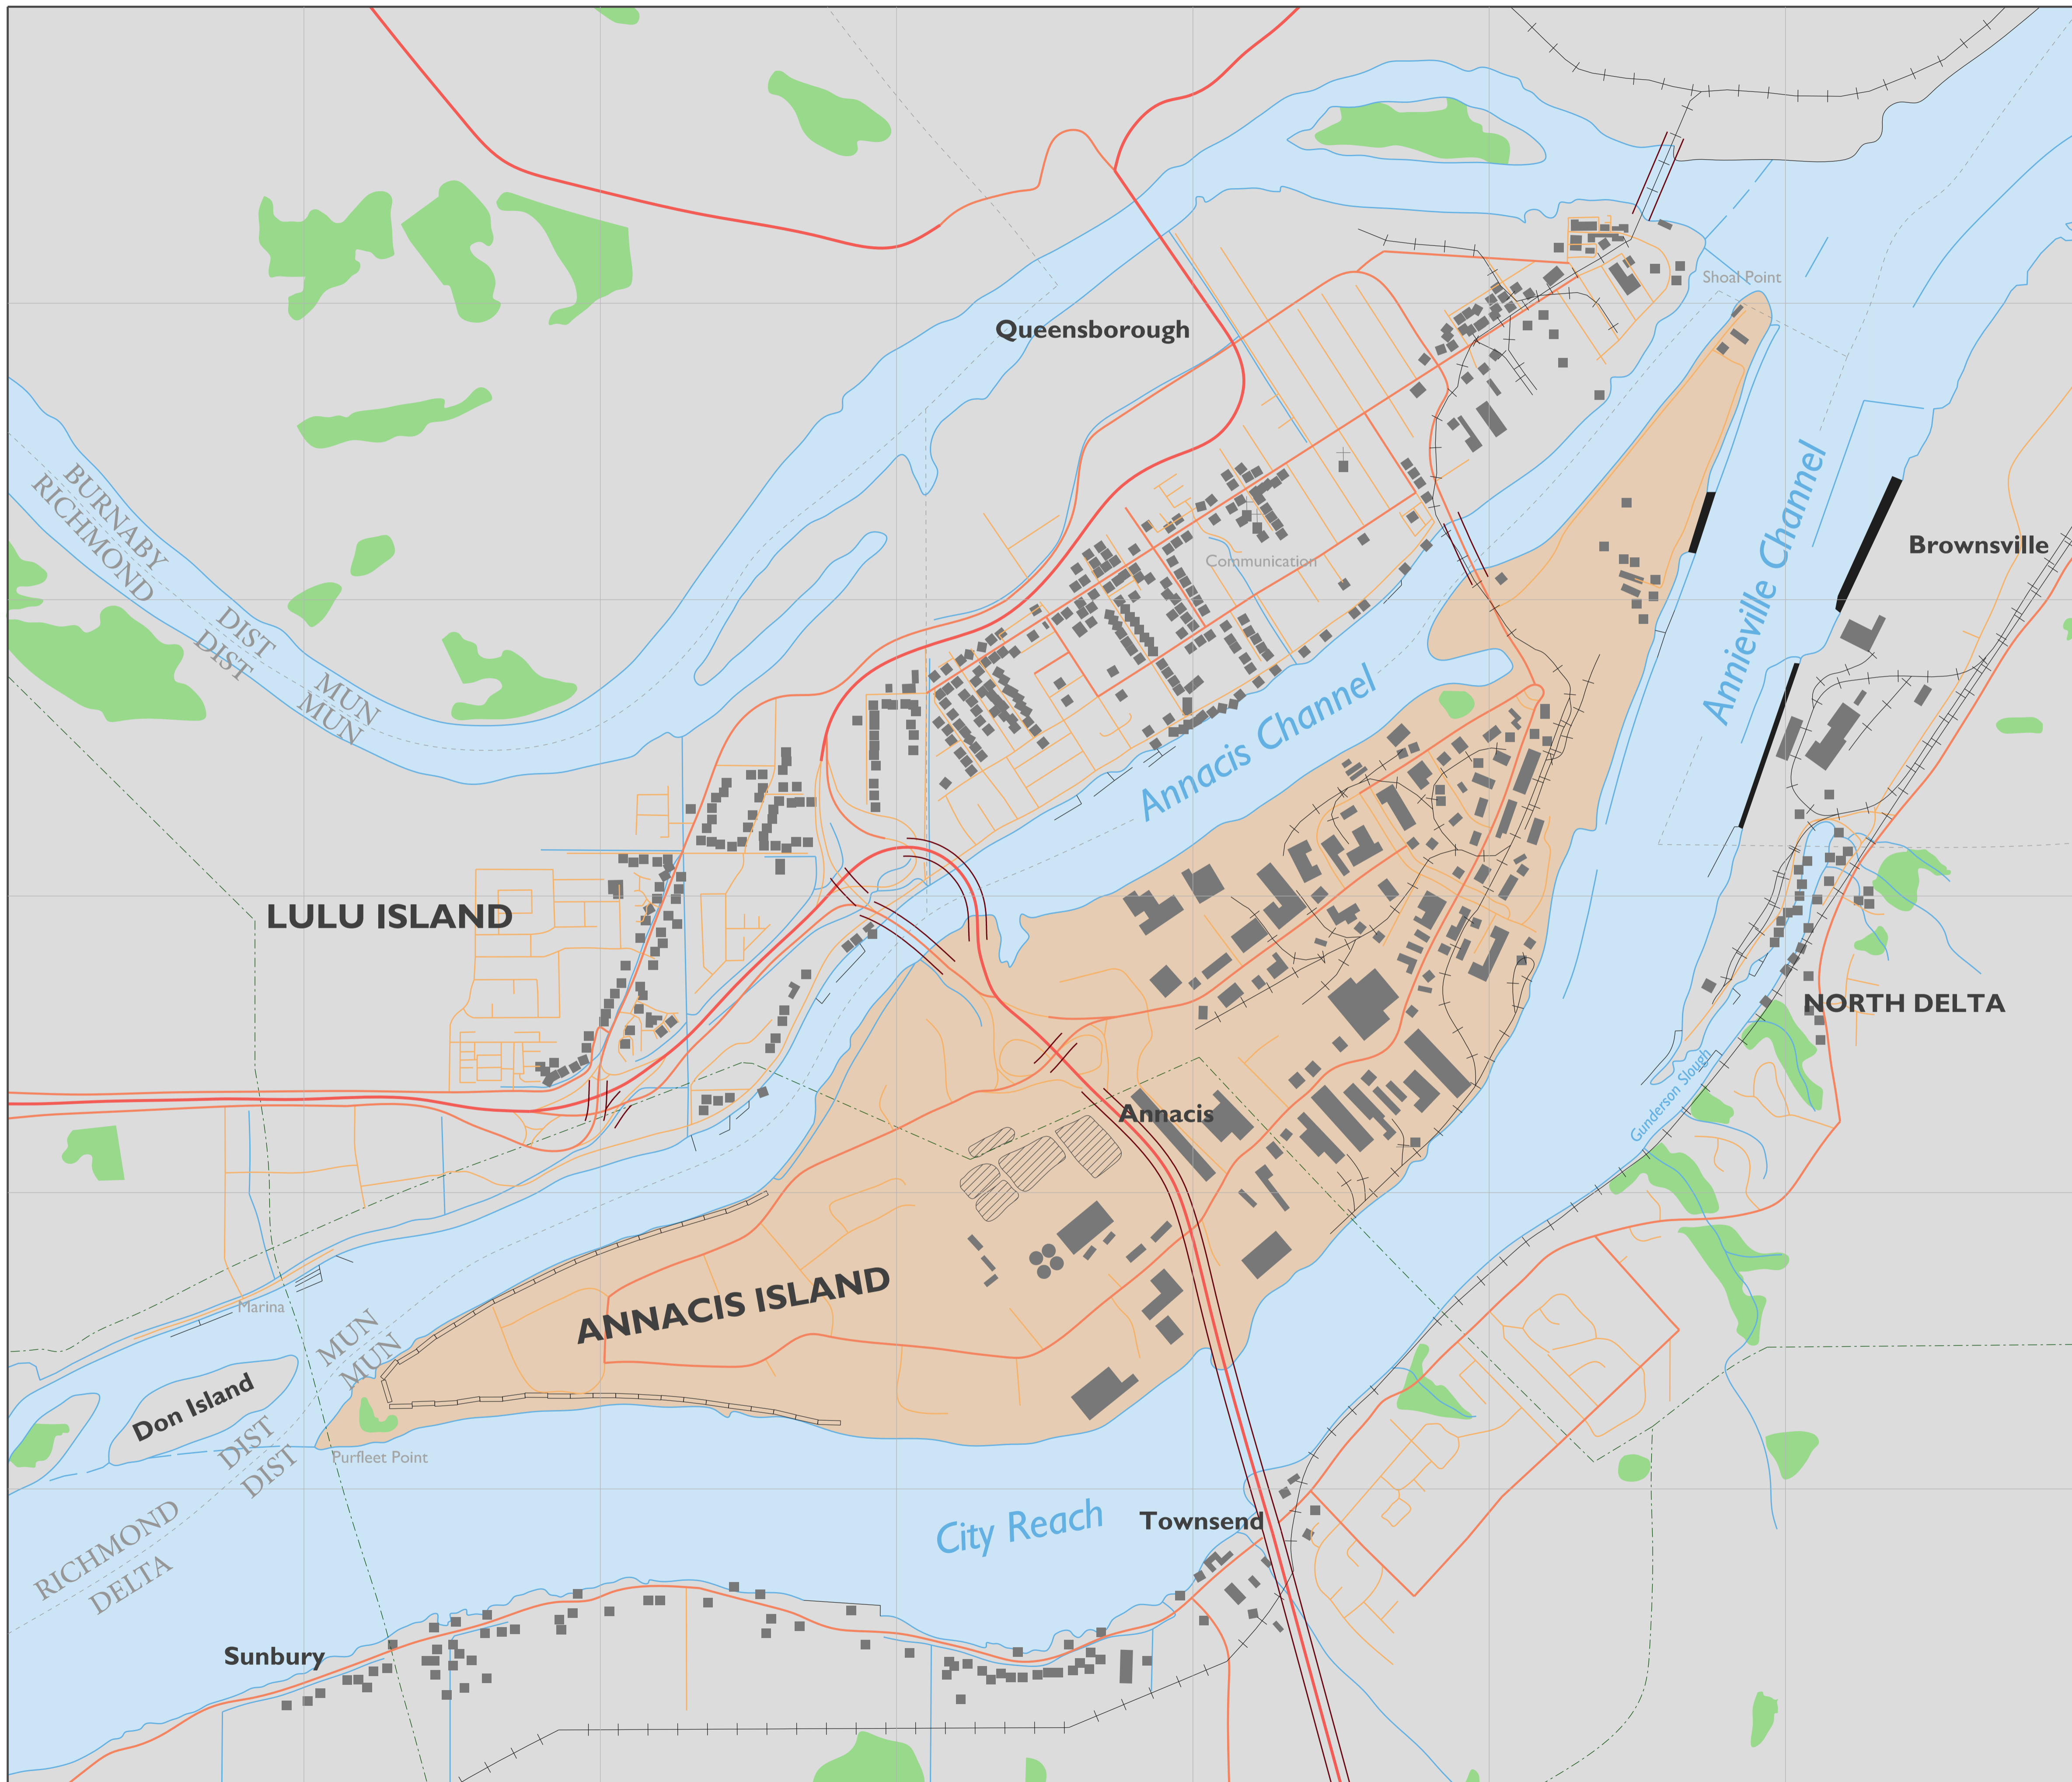 Shoal Point
Queensborough
BURNABY
RICHMOND
Annieville Channel
Brownsville
Communication
DIST
DIST
MUN
MUN
Annacis Channel
LULU ISLAND
NORTH DELTA
Gunderson Slough
Annacis
Marina
ANNACIS ISLAND
MUN
MUN
Don Island
DIST
DIST
Purfleet Point
RICHMOND
DELTA
City Reach
Townsend
Sunbury